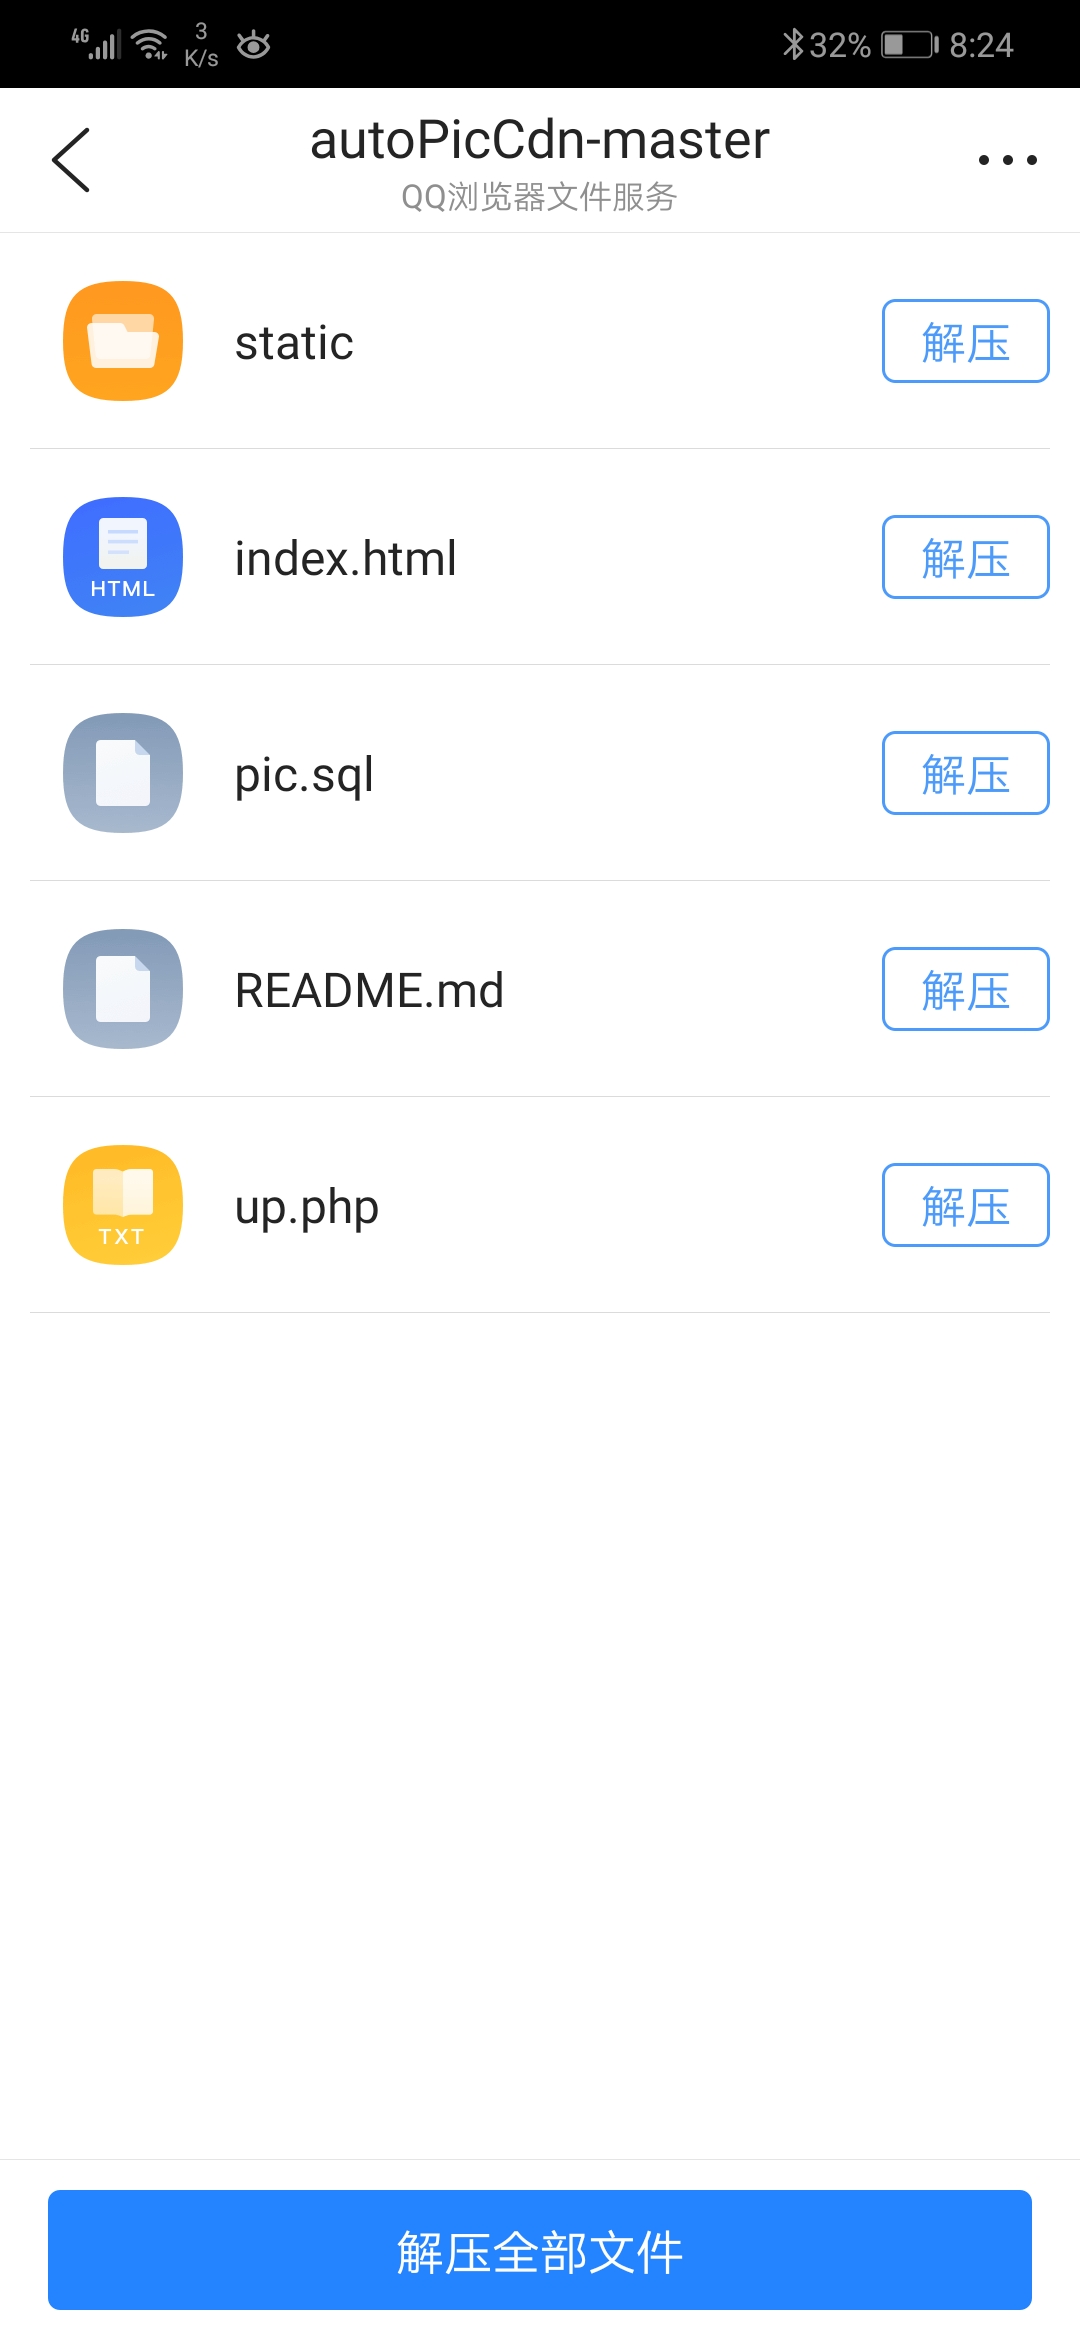 4G
3
K/s
32%
8:24
autoPicCdn-master
QQ浏览器文件服务
static
解压
HTML
index.html
解压
pic.sql
解压
README.md
解压
TXT
up.php
解压
解压全部文件